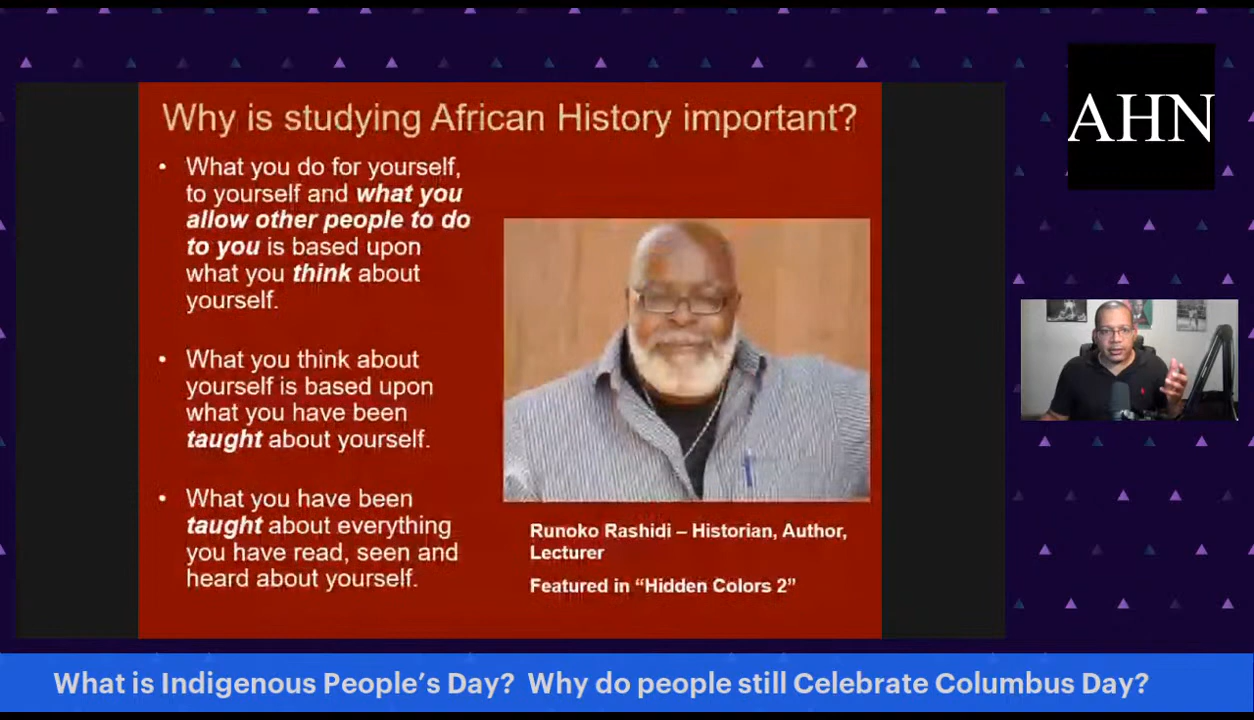 Why is studying African History important?
• What you do for yourself,
to yourself and what you
allow other people to do
to you is based upon
what you think about
yourself.
• What you think about
yourself is based upon
what you have been
taught about yourself.
• What you have been
taught about everything
you have read, seen and
heard about yourself.
Runoko Rashidi – Historian, Author,
Lecturer
Featured in “Hidden Colors 2”
AHN
What is Indigenous People’s Day? Why do people still Celebrate Columbus Day?